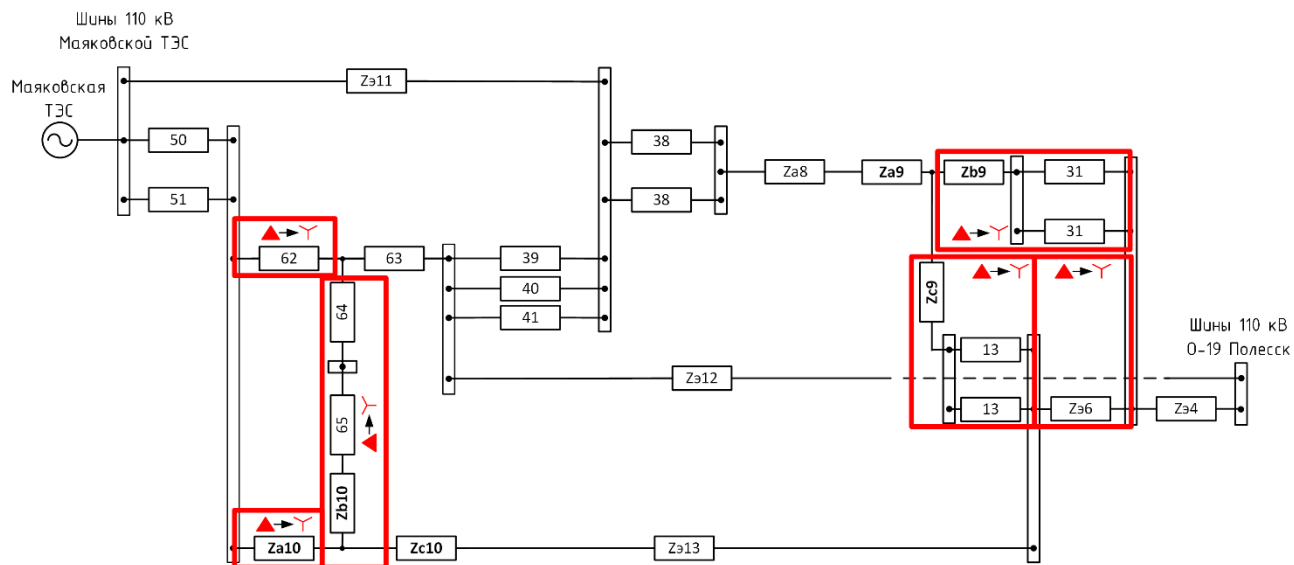 Шины 110 кВ
Маяковской ТЭС
Маяковская
ТЭС
Zэ11
50
51
38
38
Za8
Za9
Zb9
31
31
62
63
39
40
41
64
Zc9
13
13
Шины 110 кВ
О-19 Полесск
Zэ12
Zэ6
Zэ4
65
Zb10
Za10
Zc10
Zэ13